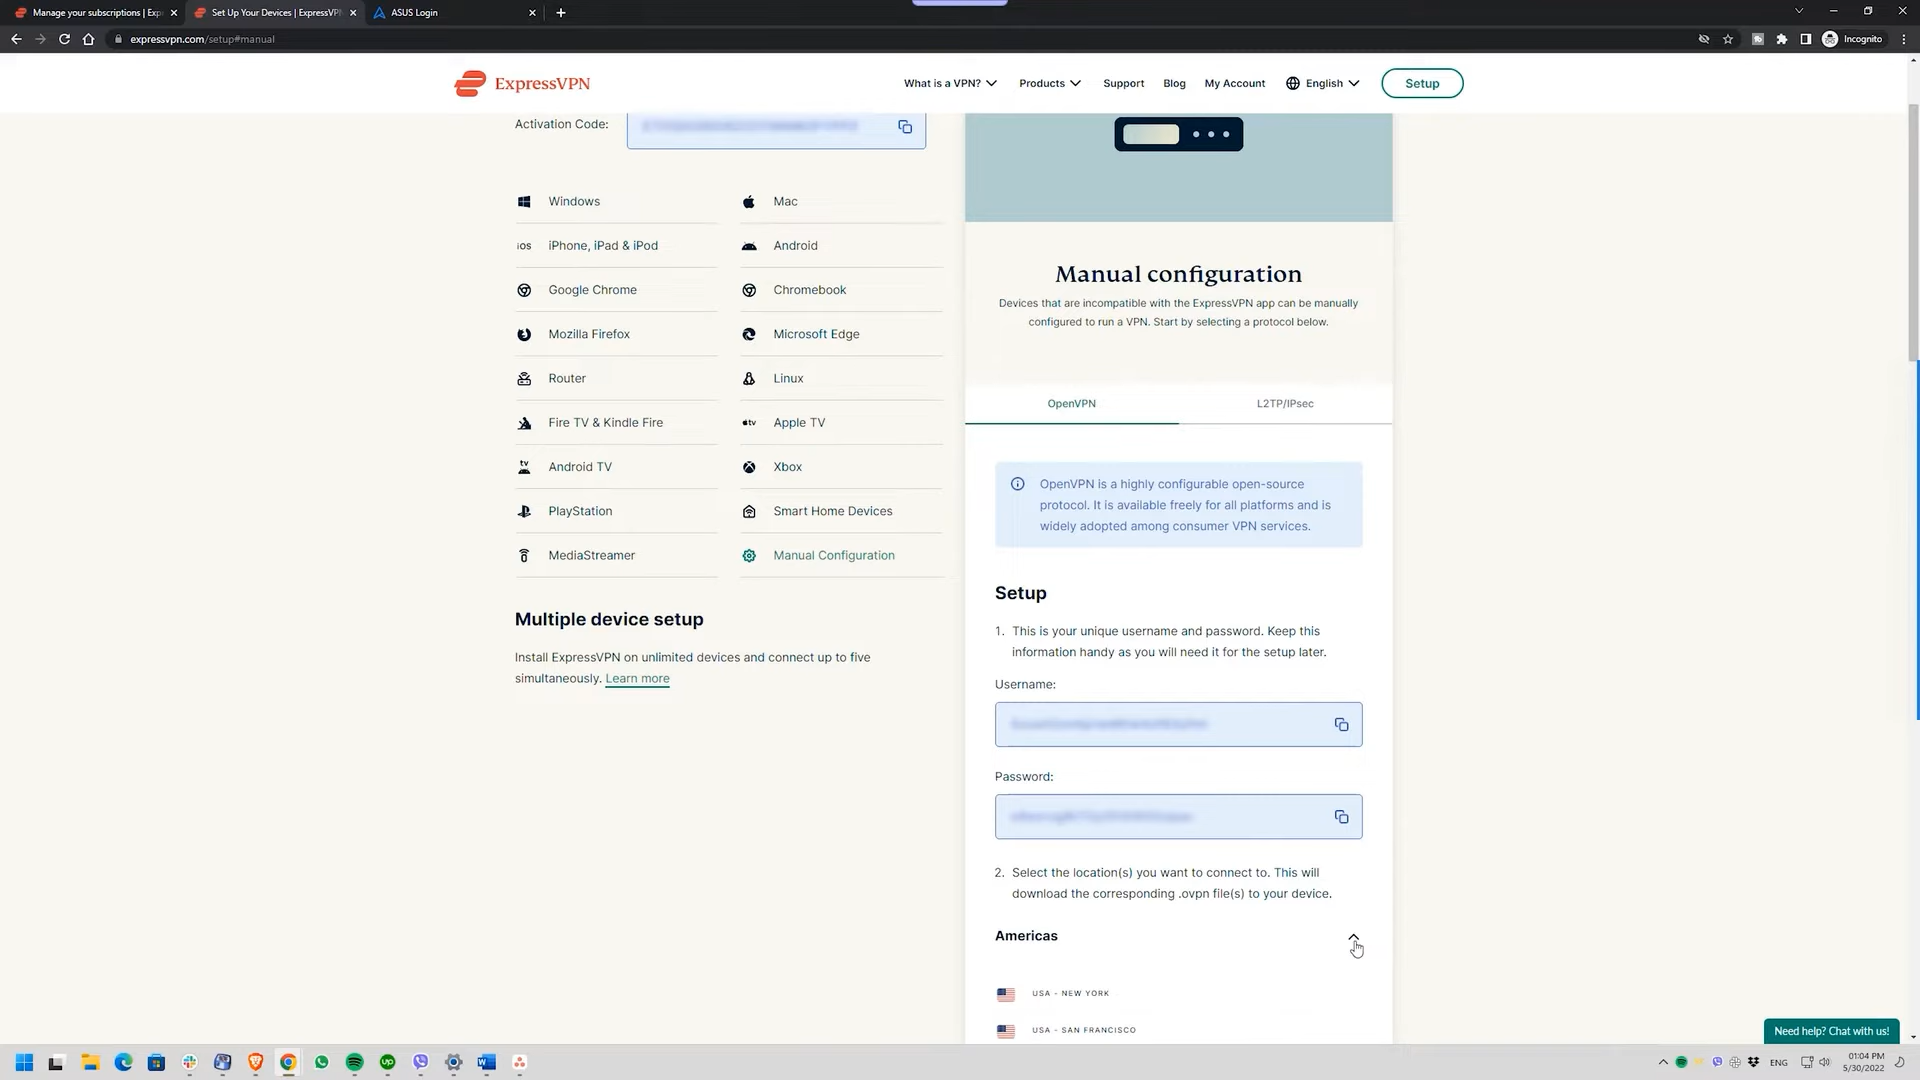 Manage your subscriptions | Exp
Set Up Your Devices | ExpressVPN
ASUS Login
expressvpn.com/setup#manual
Incognito
ExpressVPN
What is a VPN?
Products
Support
Blog
My Account
English
Setup
Activation Code:
Windows
Mac
ios
iPhone, iPad & iPod
Android
Google Chrome
Chromebook
Mozilla Firefox
Microsoft Edge
Router
Linux
Fire TV & Kindle Fire
tv
Apple TV
tv
Android TV
Xbox
PlayStation
Smart Home Devices
MediaStreamer
Manual Configuration
Multiple device setup
Install ExpressVPN on unlimited devices and connect up to five
simultaneously. Learn more
Manual configuration
Devices that are incompatible with the ExpressVPN app can be manually
configured to run a VPN. Start by selecting a protocol below.
OpenVPN
L2TP/IPsec
OpenVPN is a highly configurable open-source
protocol. It is available freely for all platforms and is
widely adopted among consumer VPN services.
Setup
1. This is your unique username and password. Keep this
information handy as you will need it for the setup later.
Username:
Password:
2. Select the location(s) you want to connect to. This will
download the corresponding .ovpn file(s) to your device.
Americas
USA - NEW YORK
USA - SAN FRANCISCO
Need help? Chat with us!
up
ENG
01:04 PM
5/30/2022